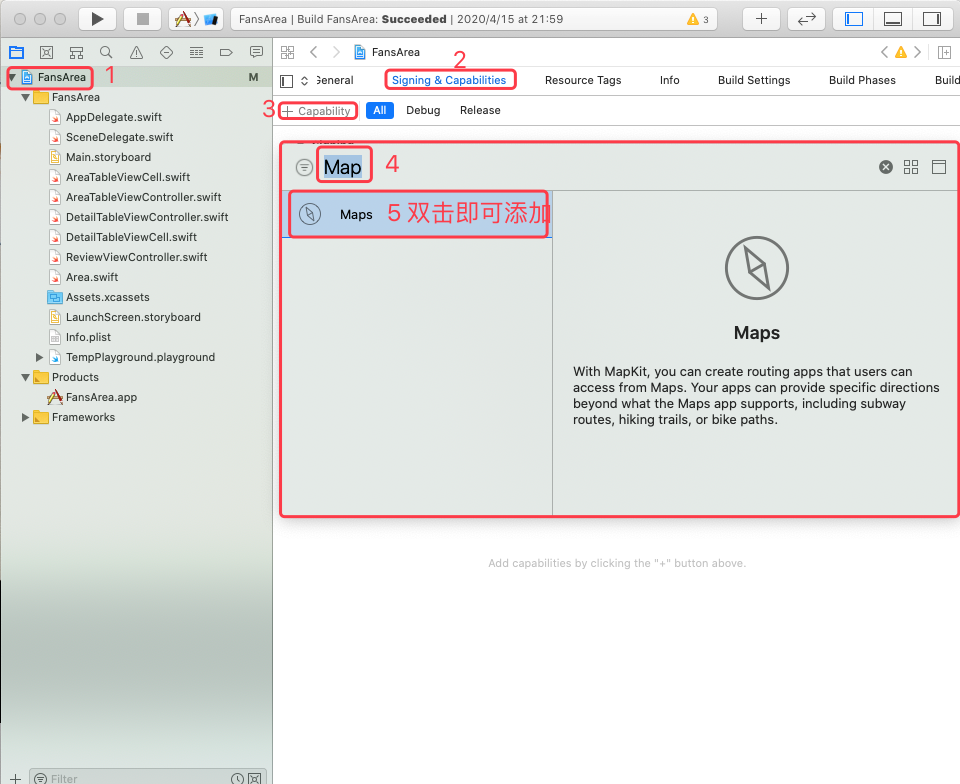 FansArea | Build FansArea: Succeeded | 2020/4/15 at 21:59
3
FansArea
FansArea
1
M
2
General
Signing & Capabilities
Resource Tags
Info
Build Settings
Build Phases
Build
3
+ Capability
All
Debug
Release
FansArea
AppDelegate.swift
SceneDelegate.swift
Main.storyboard
AreaTableViewCell.swift
AreaTableViewController.swift
DetailTableViewController.swift
DetailTableViewCell.swift
ReviewViewController.swift
Area.swift
Assets.xcassets
LaunchScreen.storyboard
Info.plist
TempPlayground.playground
Products
FansArea.app
Frameworks
Map
4
Maps
5 双击即可添加
Maps
With MapKit, you can create routing apps that users can
access from Maps. Your apps can provide specific directions
beyond what the Maps app supports, including subway
routes, hiking trails, or bike paths.
Add capabilities by clicking the "+" button above.
Filter